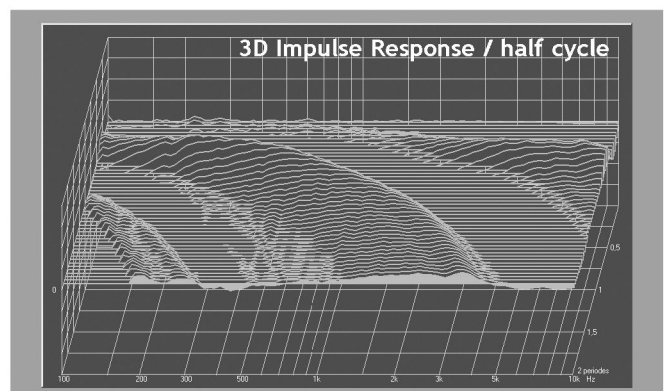 3D Impulse Response / half cycle
0,5
0
1
1,5
2 periodes
100 200 300 500 1k 2k 3k 5k 10k Hz